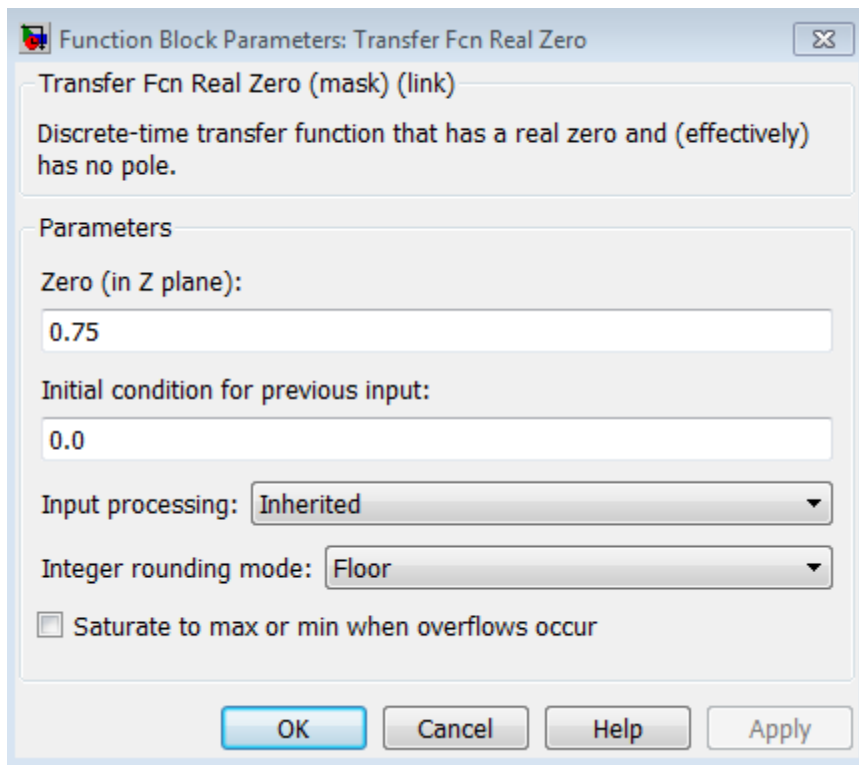 Function Block Parameters: Transfer Fcn Real Zero
Transfer Fcn Real Zero (mask) (link)
Discrete-time transfer function that has a real zero and (effectively)
has no pole.
Parameters
Zero (in Z plane):
0.75
Initial condition for previous input:
0.0
Input processing: Inherited
Integer rounding mode: Floor
Saturate to max or min when overflows occur
OK Cancel Help Apply